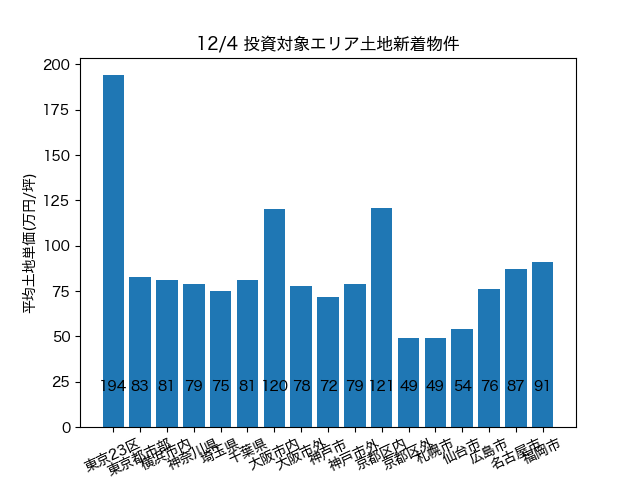 12/4 投資対象エリア土地新着物件
平均土地単価(万円/坪)
200
175
150
125
100
75
50
25
0
194 83 81 79 75 81 120 78 72 79 121 49 49 54 76 87 91
東京23区
東京都市部
横浜市内
神奈川県
埼玉県
千葉県
大阪市内
大阪市外
神戸市
神戸市外
京都区内
京都区外
札幌市
仙台市
広島市
名古屋市
福岡市